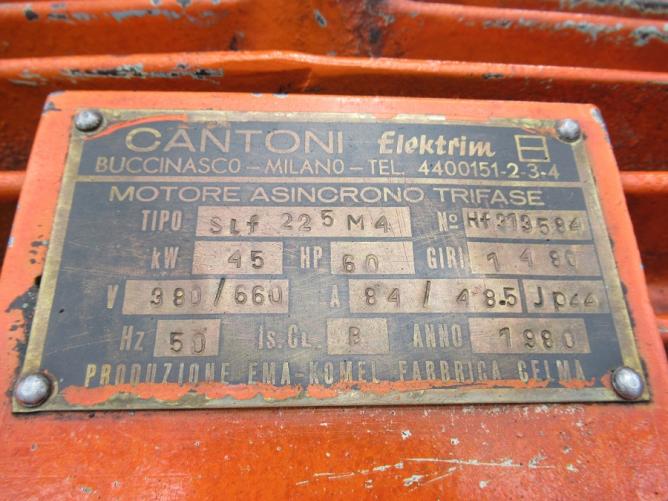 CANTONI Elektrim
BUCCINASCO - MILANO - TEL. 4400151-2-3-4
MOTORE ASINCRONO TRIFASE
TIPO SLf 225 M4 Nº Hf313594
kW 45 HP 60 GIRI 1480
V 380/660 A 84/48.5 Jp44
Hz 50 Is. CL. B ANNO 1980
PRODUZIONE EMA-KOMEL FABBRICA CELMA